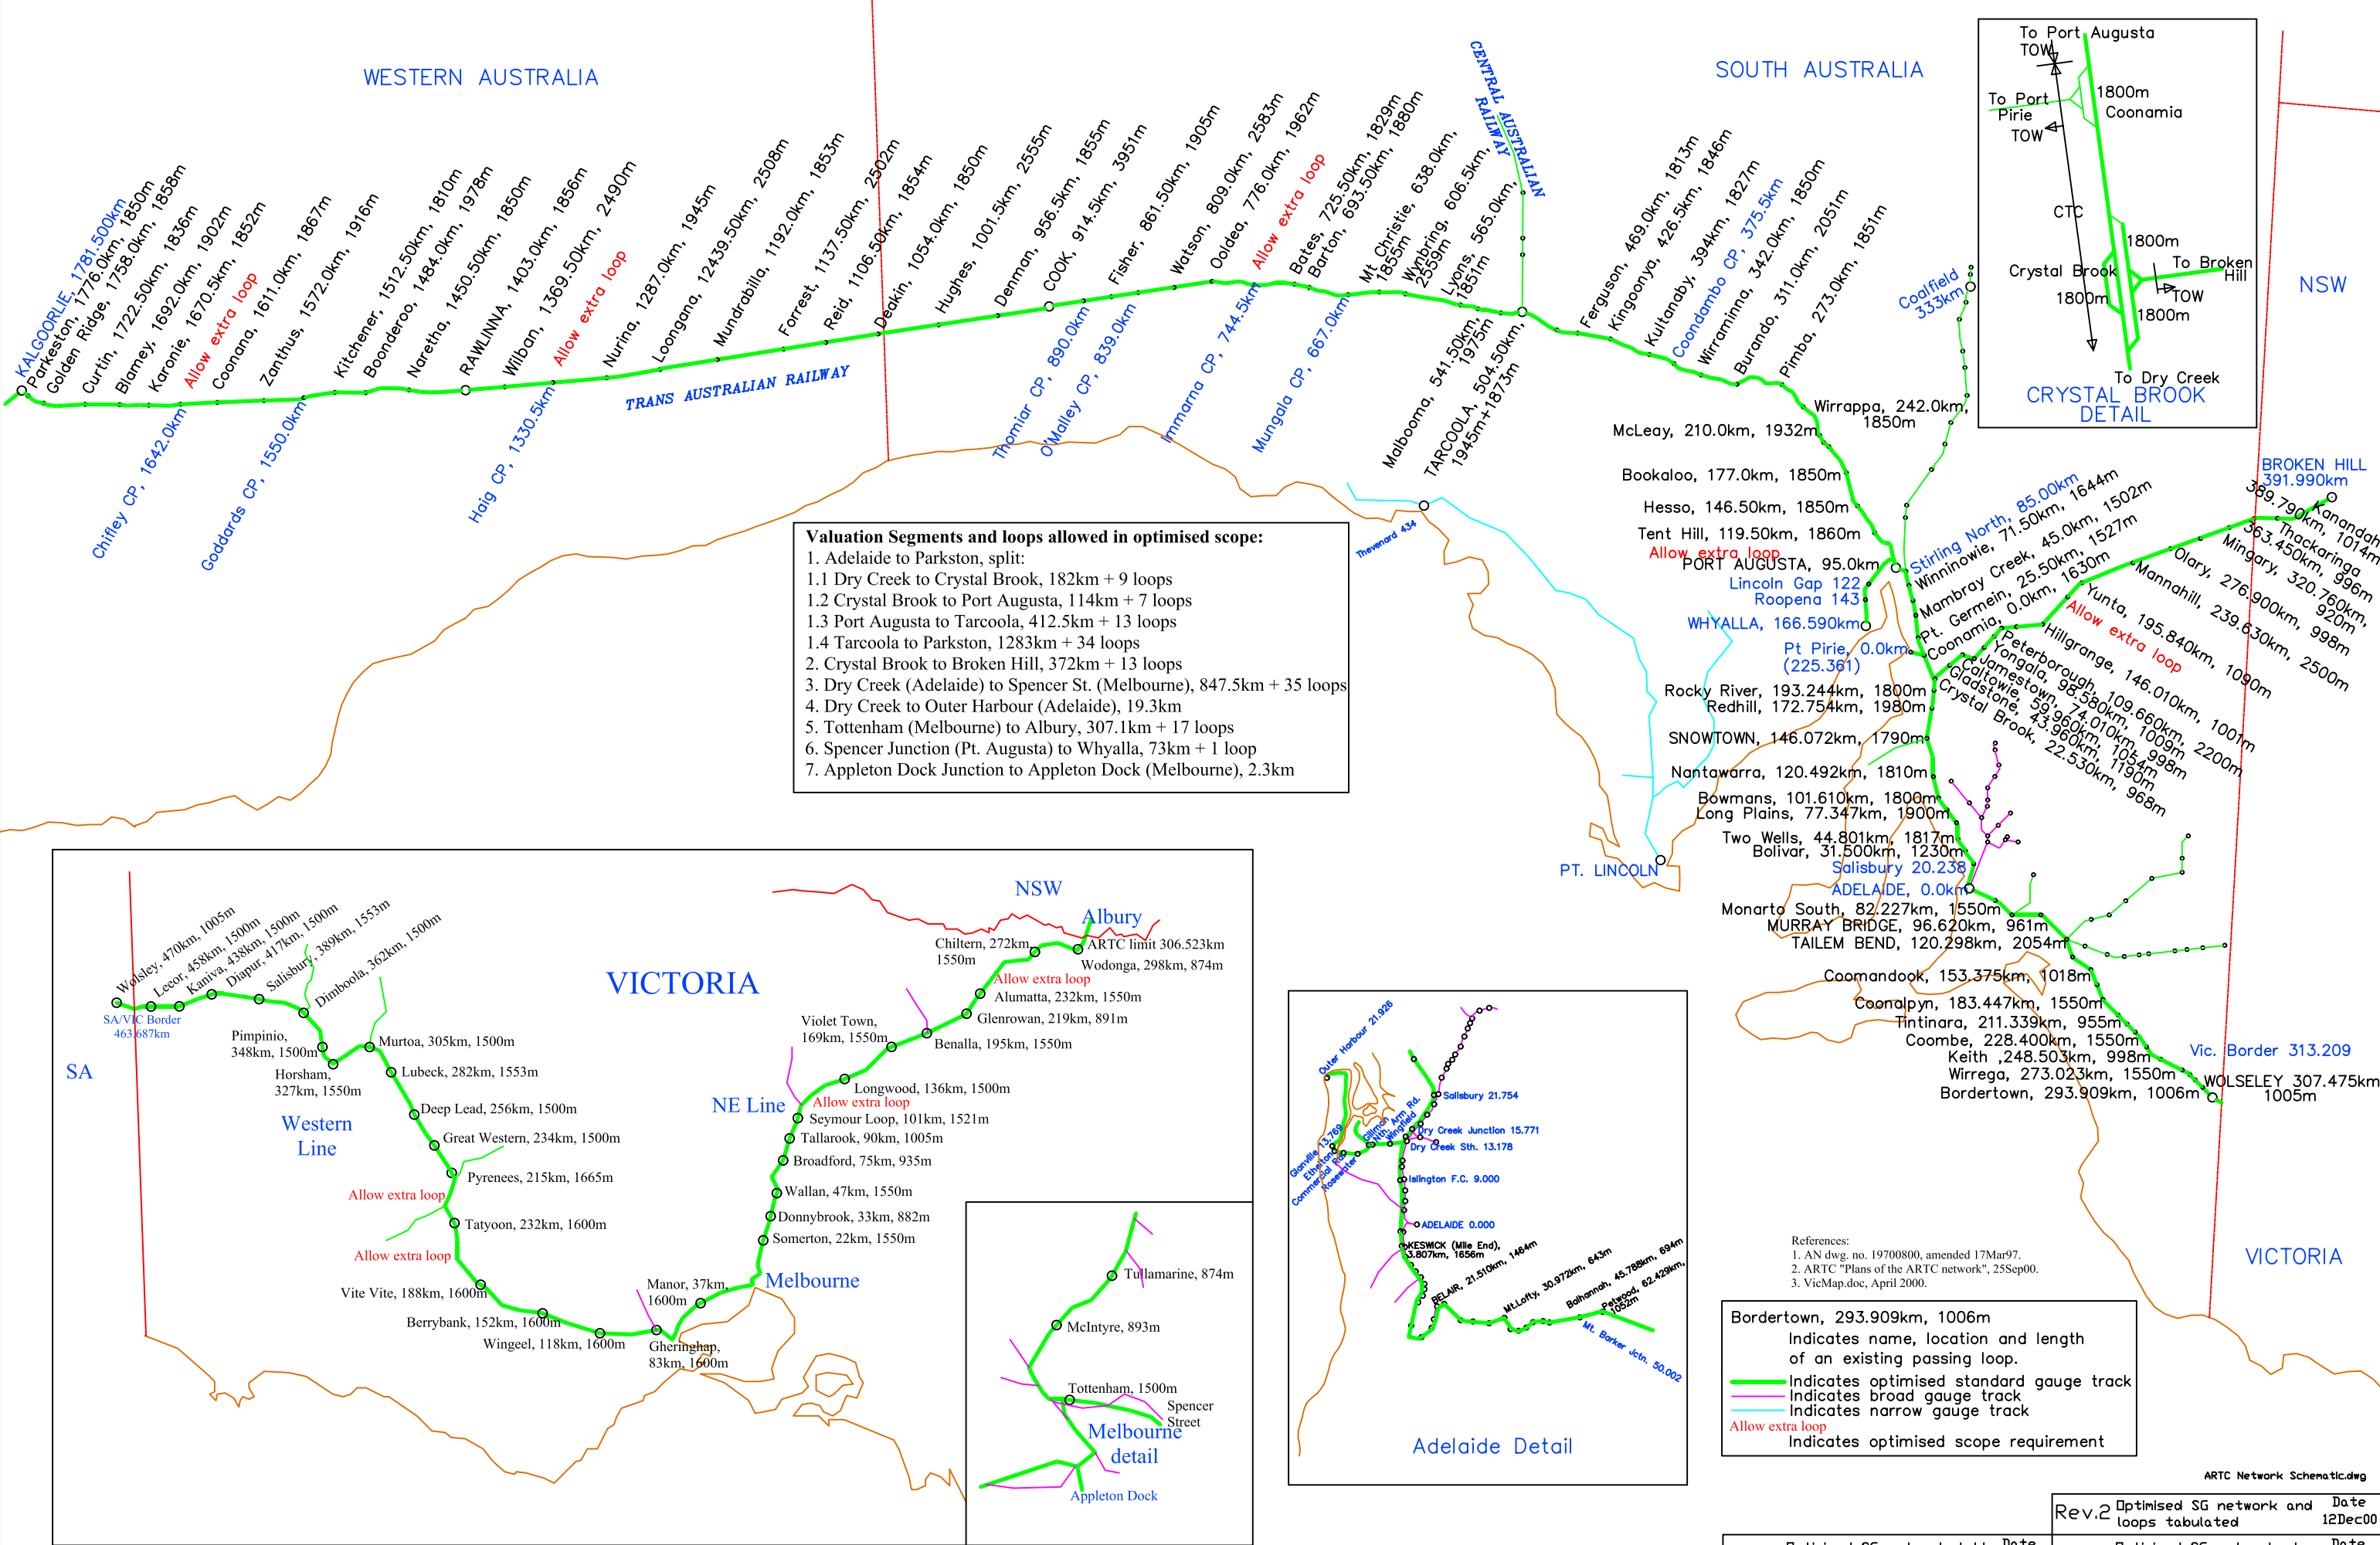 WESTERN AUSTRALIA
SOUTH AUSTRALIA
NSW
KALGOORLIE, 1781.500km
Parkeston, 1776.0km, 1850m
Golden Ridge, 1758.0km, 1858m
Curtin, 1722.50km, 1836m
Blamey, 1692.0km, 1902m
Karonie, 1670.5km, 1852m
Allow extra loop
Coonana, 1611.0km, 1867m
Zanthus, 1572.0km, 1916m
Kitchener, 1512.50km, 1810m
Boonderoo, 1484.0km, 1978m
Naretha, 1450.50km, 1850m
RAWLINNA, 1403.0km, 1856m
Wilban, 1369.50km, 2490m
Allow extra loop
Nurina, 1287.0km, 1945m
Loongana, 12439.50km, 2508m
Mundrabilla, 1192.0km, 1853m
Forrest, 1137.50km, 2502m
Reid, 1106.50km, 1854m
Deakin, 1054.0km, 1850m
Hughes, 1001.5km, 2555m
Denman, 956.5km, 1855m
COOK, 914.5km, 3951m
Fisher, 861.50km, 1905m
Watson, 809.0km, 2583m
Ooldea, 776.0km, 1962m
Allow extra loop
Bates, 725.50km, 1829m
Barton, 693.50km, 1880m
Mt Christie, 638.0km,
1855m
Wynbring, 606.5km,
2559m
Lyons, 565.0km,
1851m
CENTRAL AUSTRALIAN
RAILWAY
Malbooma, 541.50km,
1975m
TARCOOLA, 504.50km,
1945m+1873m
Ferguson, 469.0km, 1813m
Kingoonya, 426.5km, 1846m
Kultanaby, 394km, 1827m
Coondambo CP, 375.5km
Wirraminna, 342.0km, 1850m
Burando, 311.0km, 2051m
Pimba, 273.0km, 1851m
Chifley CP, 1642.0km
Goddards CP, 1550.0km
Haig CP, 1330.5km
TRANS AUSTRALIAN RAILWAY
Thomiar CP, 890.0km
O'Malley CP, 839.0km
Immarna CP, 744.5km
Mungala CP, 667.0km
To Port Augusta
TOW
1800m
Coonamia
To Port
Pirie
TOW
CTC
1800m
Crystal Brook
To Broken
Hill
1800m
TOW
1800m
To Dry Creek
CRYSTAL BROOK
DETAIL
Coalfield
333km
Wirrappa, 242.0km,
1850m
McLeay, 210.0km, 1932m
Bookaloo, 177.0km, 1850m
Hesso, 146.50km, 1850m
Tent Hill, 119.50km, 1860m
Allow extra loop
PORT AUGUSTA, 95.0km
Lincoln Gap 122
Roopena 143
WHYALLA, 166.590km
Pt Pirie, 0.0km
(225.361)
Stirling North, 85.00km
Winninowie, 71.50km, 1644m
Mambray Creek, 45.0km, 1502m
Pt. Germein, 25.50km, 1527m
Coonamia, 0.0km, 1630m
BROKEN HILL
391.990km
Kanandah
389.790km, 1014m
Thackaringa
363.450km, 996m
Mingary, 320.760km,
920m
Olary, 276.900km, 998m
Mannahill, 239.630km, 2500m
Yunta, 195.840km, 1090m
Allow extra loop
Hillgrange, 146.010km, 1001m
Peterborough, 109.660km, 2200m
Yongala, 98.580km, 1009m
Jamestown, 74.010km, 998m
Caltowie, 59.960km, 1054m
Gladstone, 43.960km, 1190m
Crystal Brook, 22.530km, 968m
Rocky River, 193.244km, 1800m
Redhill, 172.754km, 1980m
SNOWTOWN, 146.072km, 1790m
Nantawarra, 120.492km, 1810m
Bowmans, 101.610km, 1800m
Long Plains, 77.347km, 1900m
Two Wells, 44.801km, 1817m
Bolivar, 31.500km, 1230m
Salisbury 20.238
ADELAIDE, 0.0km
Monarto South, 82.227km, 1550m
MURRAY BRIDGE, 96.620km, 961m
TAILEM BEND, 120.298km, 2054m
Coomandook, 153.375km, 1018m
Coonalpyn, 183.447km, 1550m
Tintinara, 211.339km, 955m
Coombe, 228.400km, 1550m
Keith ,248.503km, 998m
Wirrega, 273.023km, 1550m
Bordertown, 293.909km, 1006m
Vic. Border 313.209
WOLSELEY 307.475km
1005m
Thevenard 434
PT. LINCOLN
Valuation Segments and loops allowed in optimised scope:
1. Adelaide to Parkston, split:
1.1 Dry Creek to Crystal Brook, 182km + 9 loops
1.2 Crystal Brook to Port Augusta, 114km + 7 loops
1.3 Port Augusta to Tarcoola, 412.5km + 13 loops
1.4 Tarcoola to Parkston, 1283km + 34 loops
2. Crystal Brook to Broken Hill, 372km + 13 loops
3. Dry Creek (Adelaide) to Spencer St. (Melbourne), 847.5km + 35 loops
4. Dry Creek to Outer Harbour (Adelaide), 19.3km
5. Tottenham (Melbourne) to Albury, 307.1km + 17 loops
6. Spencer Junction (Pt. Augusta) to Whyalla, 73km + 1 loop
7. Appleton Dock Junction to Appleton Dock (Melbourne), 2.3km
Wolsley, 470km, 1005m
Leeor, 458km, 1500m
Kaniva, 438km, 1500m
Diapur, 417km, 1500m
Salisbury, 389km, 1553m
Dimboola, 362km, 1500m
SA/VIC Border
463.687km
SA
Pimpinio,
348km, 1500m
Horsham,
327km, 1550m
Murtoa, 305km, 1500m
Lubeck, 282km, 1553m
Deep Lead, 256km, 1500m
Great Western, 234km, 1500m
Pyrenees, 215km, 1665m
Allow extra loop
Tatyoon, 232km, 1600m
Allow extra loop
Vite Vite, 188km, 1600m
Berrybank, 152km, 1600m
Wingeel, 118km, 1600m
Gheringhap,
83km, 1600m
Manor, 37km,
1600m
Western
Line
VICTORIA
NSW
Albury
Chiltern, 272km,
1550m
ARTC limit 306.523km
Wodonga, 298km, 874m
Allow extra loop
Alumatta, 232km, 1550m
Glenrowan, 219km, 891m
Violet Town,
169km, 1550m
Benalla, 195km, 1550m
Longwood, 136km, 1500m
NE Line
Allow extra loop
Seymour Loop, 101km, 1521m
Tallarook, 90km, 1005m
Broadford, 75km, 935m
Wallan, 47km, 1550m
Donnybrook, 33km, 882m
Somerton, 22km, 1550m
Melbourne
Tullamarine, 874m
McIntyre, 893m
Tottenham, 1500m
Spencer
Street
Melbourne
detail
Appleton Dock
Outer Harbour 21.926
Salisbury 21.754
Gillman
Nth. Arm Rd.
Wingfield
Dry Creek Junction 15.771
Dry Creek Sth. 13.178
Glanville 13.769
Ethelton
Commercial Rd.
Rosewater
Islington F.C. 9.000
ADELAIDE 0.000
KESWICK (Mile End),
3.807km, 1656m
BELAIR, 21.510km, 1464m
Mt.Lofty, 30.972km, 643m
Balhannah, 45.788km, 694m
Petwood, 62.429km,
1052m
Mt. Barker Jctn. 50.002
Adelaide Detail
References:
1. AN dwg. no. 19700800, amended 17Mar97.
2. ARTC "Plans of the ARTC network", 25Sep00.
3. VicMap.doc, April 2000.
VICTORIA
Bordertown, 293.909km, 1006m
Indicates name, location and length
of an existing passing loop.
Indicates optimised standard gauge track
Indicates broad gauge track
Indicates narrow gauge track
Allow extra loop
Indicates optimised scope requirement
ARTC Network Schematic.dwg
Rev.2 Optimised SG network and Date
loops tabulated 12Dec00
Date
Date